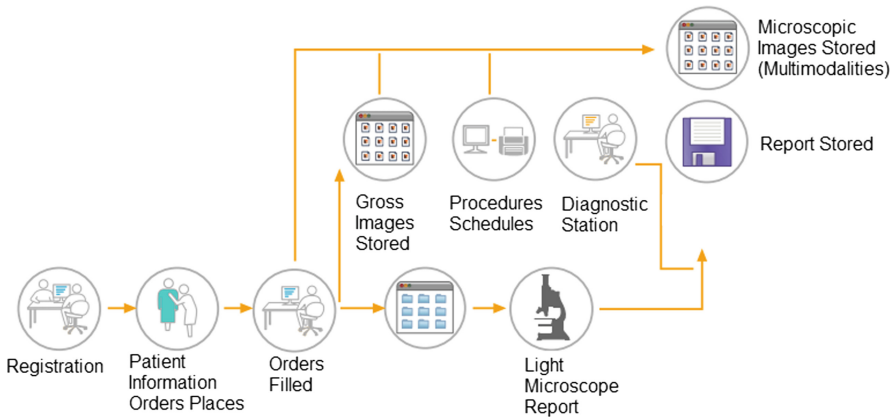 Microscopic
Images Stored
(Multimodalities)
Report Stored
Gross
Images
Stored
Procedures
Schedules
Diagnostic
Station
Registration
Patient
Information
Orders Places
Orders
Filled
Light
Microscope
Report